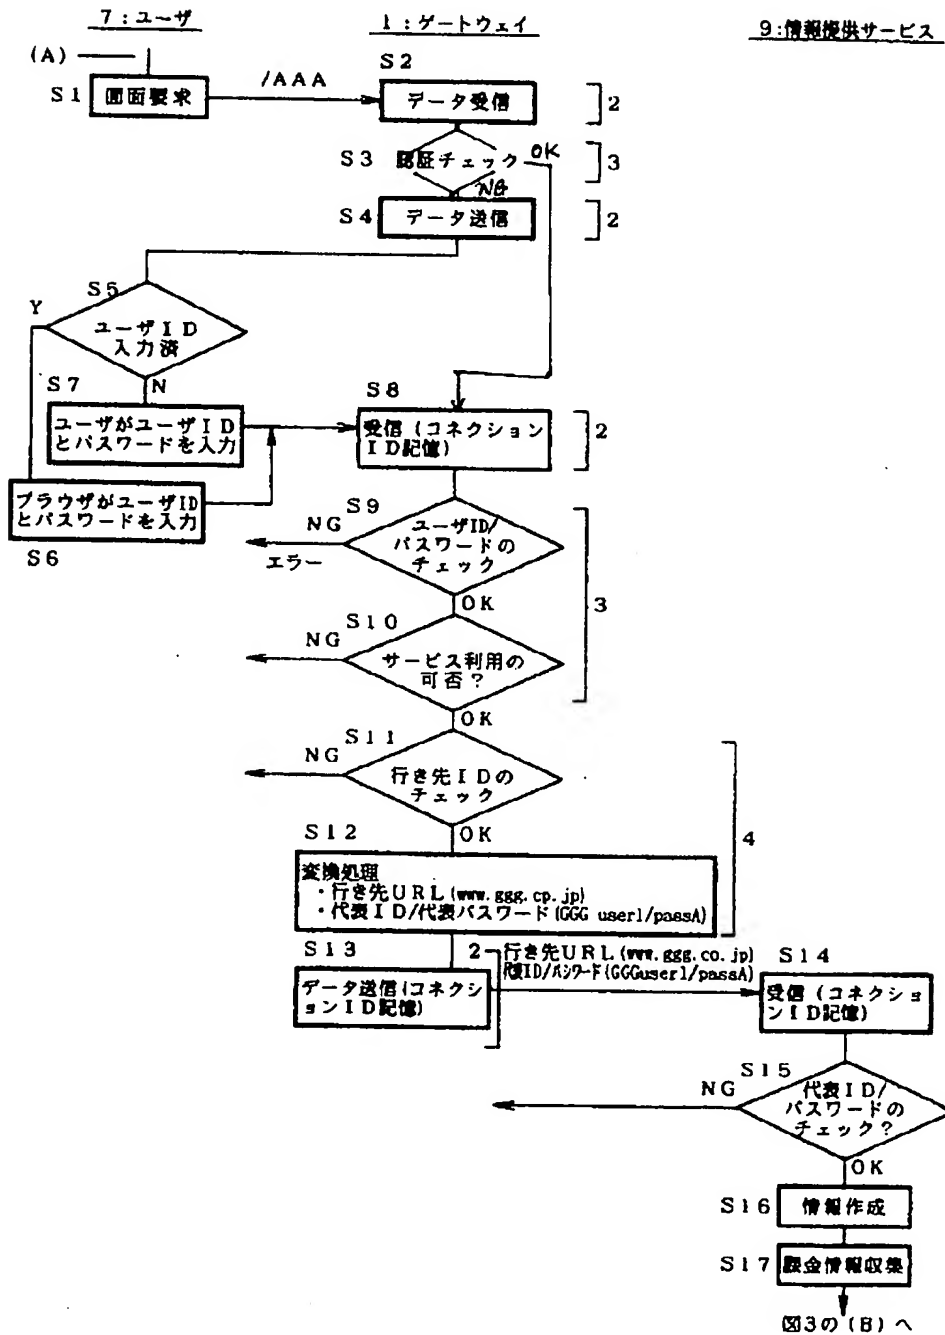 7：ユーザ
1：ゲートウェイ
9:情報提供サービス
(A)
S1
画面要求
/AAA
S2
データ受信
2
S3
認証チェック
OK
3
NG
S4
データ送信
2
S5
Y
ユーザID
入力済
N
S7
ユーザがユーザID
とパスワードを入力
S8
受信(コネクション
ID記憶)
2
ブラウザがユーザID
とパスワードを入力
S6
S9
NG
エラー
ユーザID/
パスワードの
チェック
OK
3
S10
NG
サービス利用の
可否？
OK
S11
NG
行き先IDの
チェック
OK
4
S12
変換処理
・行き先URL(www.ggg.cp.jp)
・代表ID/代表パスワード(GGG user1/passA)
S13
データ送信(コネクシ
ョンID記憶)
2
行き先URL(www.ggg.co.jp)
代表ID/パスワード(GGGuser1/passA)
S14
受信(コネクショ
ンID記憶)
S15
NG
代表ID/
パスワードの
チェック？
OK
S16
情報作成
S17
課金情報収集
図3の(B)へ